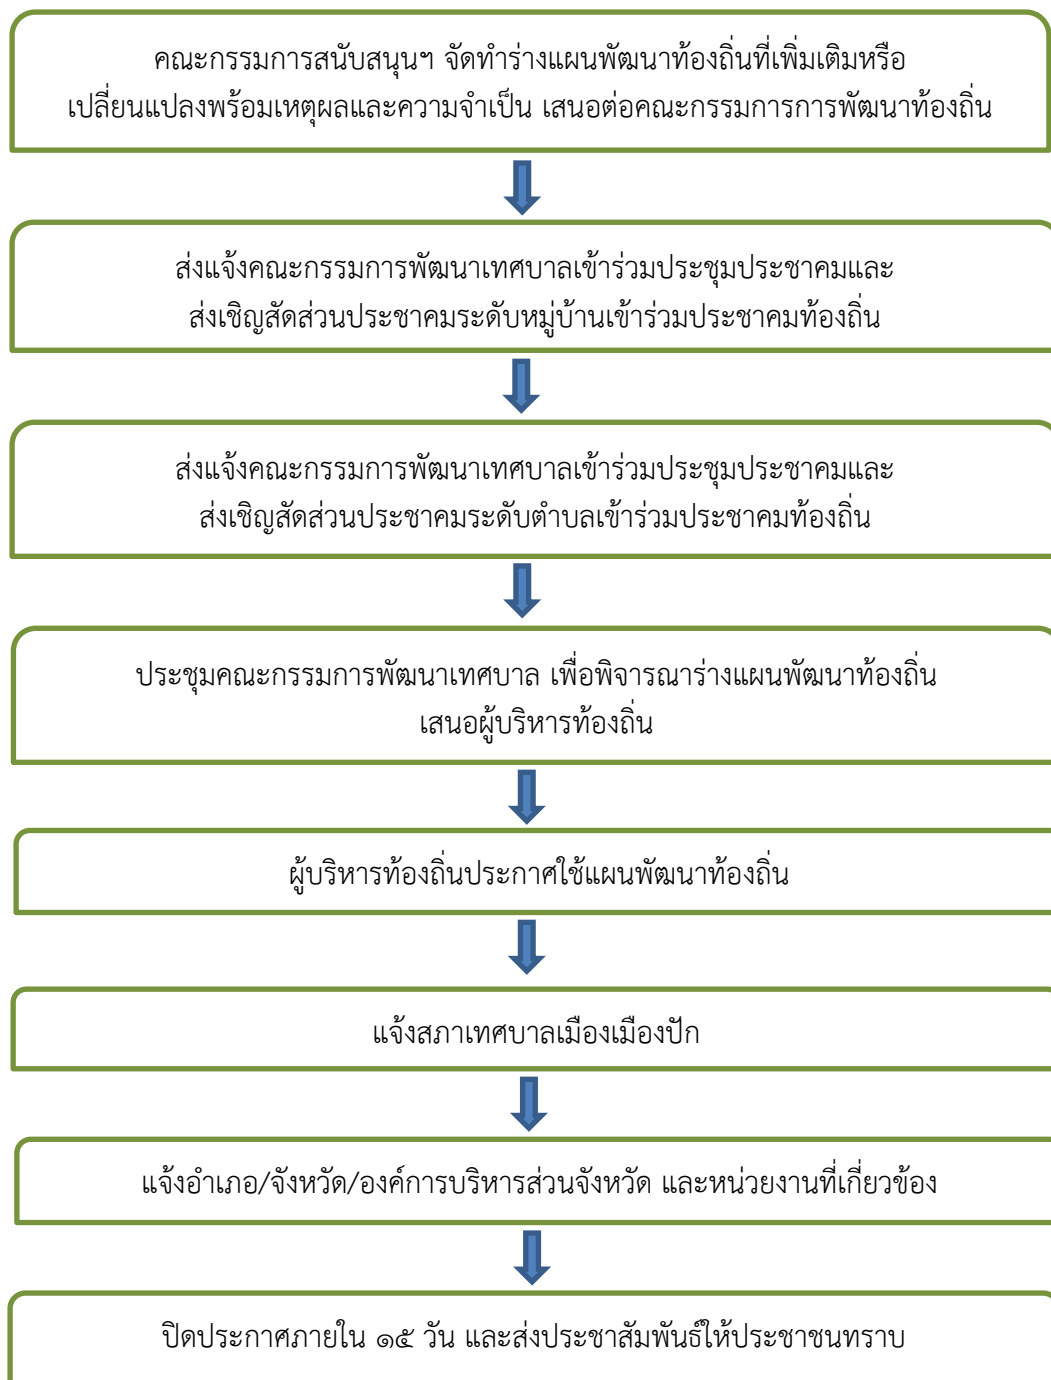 คณะกรรมการสนับสนุนฯ จัดทำร่างแผนพัฒนาท้องถิ่นที่เพิ่มเติมหรือ
เปลี่ยนแปลงพร้อมเหตุผลและความจำเป็น เสนอต่อคณะกรรมการการพัฒนาท้องถิ่น
ส่งแจ้งคณะกรรมการพัฒนาเทศบาลเข้าร่วมประชุมประชาคมและ
ส่งเชิญสัดส่วนประชาคมระดับหมู่บ้านเข้าร่วมประชาคมท้องถิ่น
ส่งแจ้งคณะกรรมการพัฒนาเทศบาลเข้าร่วมประชุมประชาคมและ
ส่งเชิญสัดส่วนประชาคมระดับตำบลเข้าร่วมประชาคมท้องถิ่น
ประชุมคณะกรรมการพัฒนาเทศบาล เพื่อพิจารณาร่างแผนพัฒนาท้องถิ่น
เสนอผู้บริหารท้องถิ่น
ผู้บริหารท้องถิ่นประกาศใช้แผนพัฒนาท้องถิ่น
แจ้งสภาเทศบาลเมืองเมืองปัก
แจ้งอำเภอ/จังหวัด/องค์การบริหารส่วนจังหวัด และหน่วยงานที่เกี่ยวข้อง
ปิดประกาศภายใน ๑๕ วัน และส่งประชาสัมพันธ์ให้ประชาชนทราบ